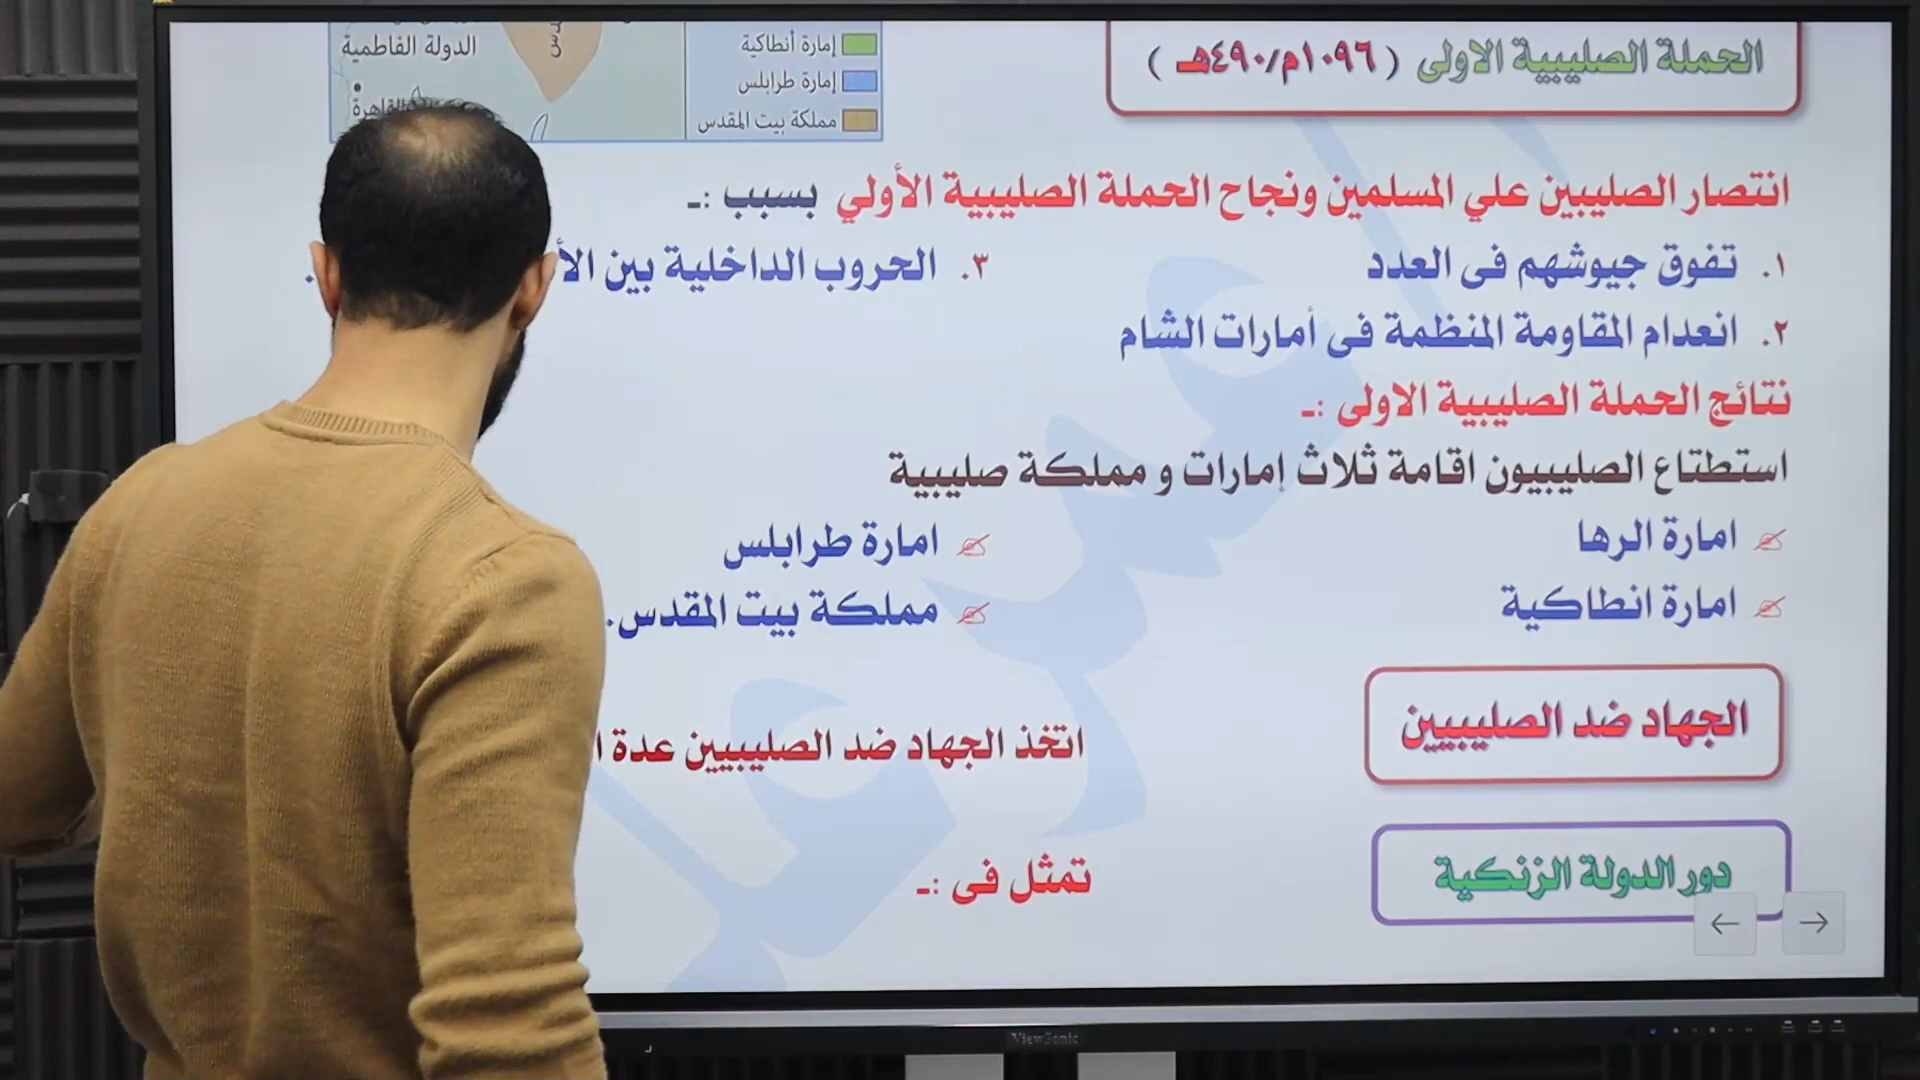 الحملة الصليبية الاولى ( ١٠٩٦م/٤٩٠هـ )
إمارة أنطاكية
إمارة طرابلس
مملكة بيت المقدس
الدولة الفاطمية
القاهرة
انتصار الصليبين علي المسلمين ونجاح الحملة الصليبية الأولي بسبب :ـ
١. تفوق جيوشهم فى العدد
٢. انعدام المقاومة المنظمة فى أمارات الشام
٣. الحروب الداخلية بين
نتائج الحملة الصليبية الاولى :ـ
استطتاع الصليبيون اقامة ثلاث إمارات و مملكة صليبية
امارة الرها
امارة انطاكية
امارة طرابلس
مملكة بيت المقدس.
الجهاد ضد الصليبيين
اتخذ الجهاد ضد الصليبيين عدة
دور الدولة الزنكية
تمثل فى :ـ
ViewSonic